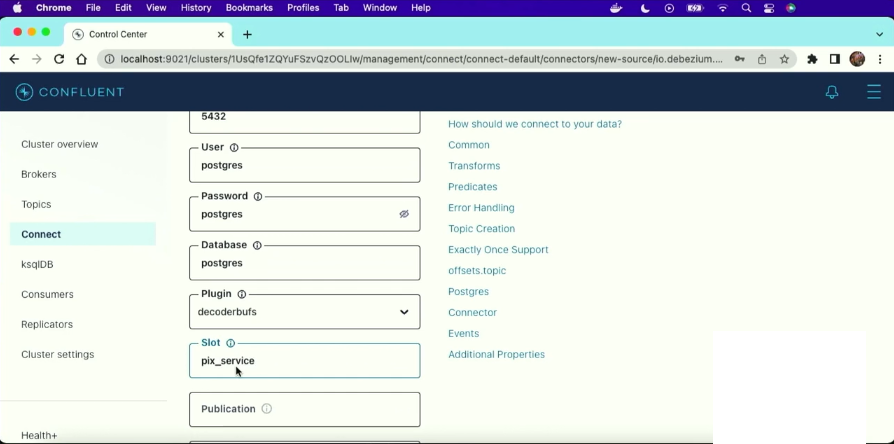 Chrome File Edit View History Bookmarks Profiles Tab Window Help
Control Center
localhost:9021/clusters/1UsQfe1ZQYuFSzvQzOOLIw/management/connect/connect-default/connectors/new-source/io.debezium....
CONFLUENT
Cluster overview
Brokers
Topics
Connect
ksqlDB
Consumers
Replicators
Cluster settings
Health+
5432
User
postgres
Password
postgres
Database
postgres
Plugin
decoderbufs
Slot
pix_service
Publication
How should we connect to your data?
Common
Transforms
Predicates
Error Handling
Topic Creation
Exactly Once Support
offsets.topic
Postgres
Connector
Events
Additional Properties